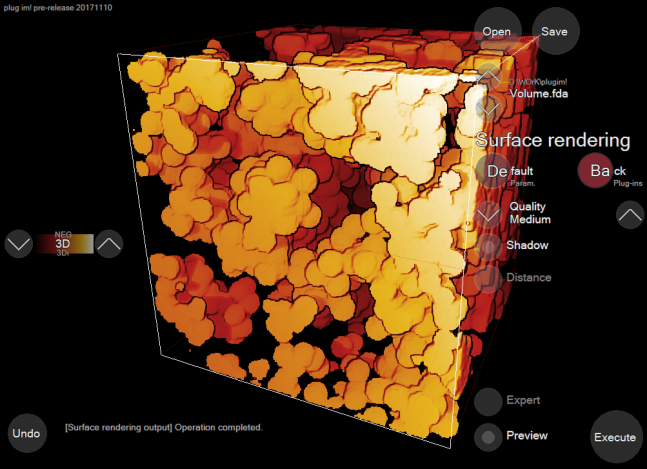 plug im! pre-release 20171110
Open
Save
D:\WOrK\plugim!
Volume.fda
Surface rendering
Default
Param.
Back
Plug-ins
Quality
Medium
NEG
3D
Shadow
Distance
Expert
Preview
Undo
[Surface rendering output] Operation completed.
Execute